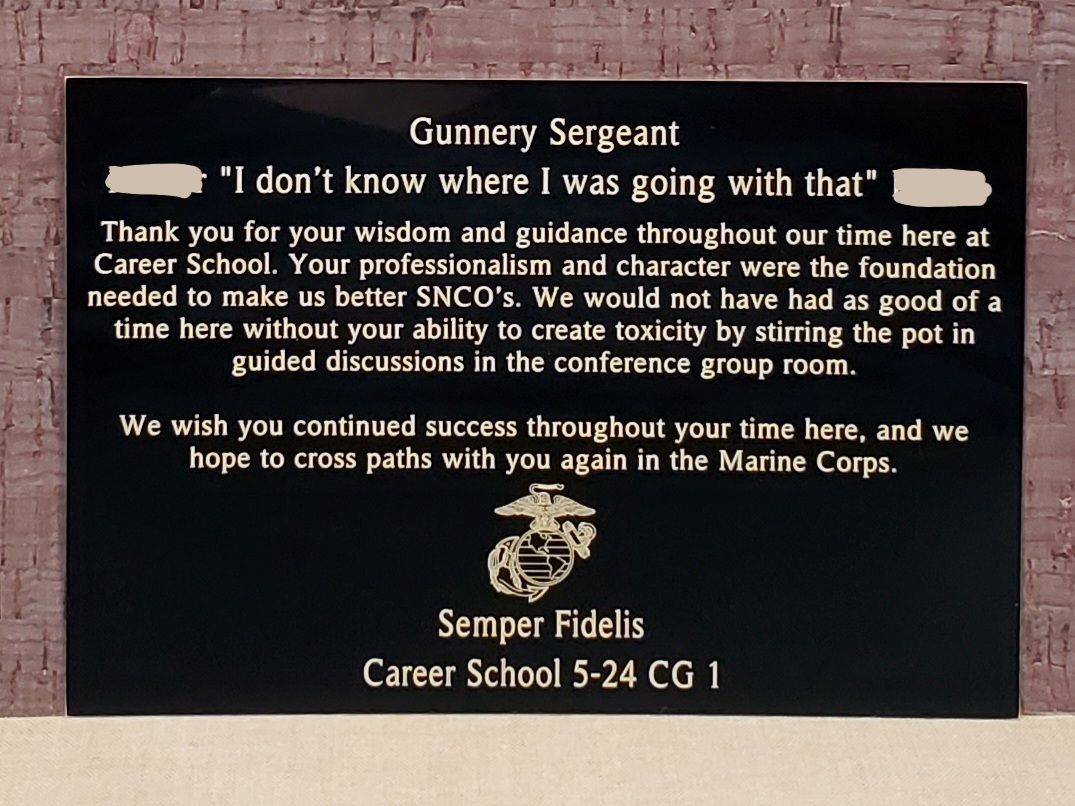 Gunnery Sergeant
"I don't know where I was going with that"
Thank you for your wisdom and guidance throughout our time here at
Career School. Your professionalism and character were the foundation
needed to make us better SNCO's. We would not have had as good of a
time here without your ability to create toxicity by stirring the pot in
guided discussions in the conference group room.
We wish you continued success throughout your time here, and we
hope to cross paths with you again in the Marine Corps.
Semper Fidelis
Career School 5-24 CG 1